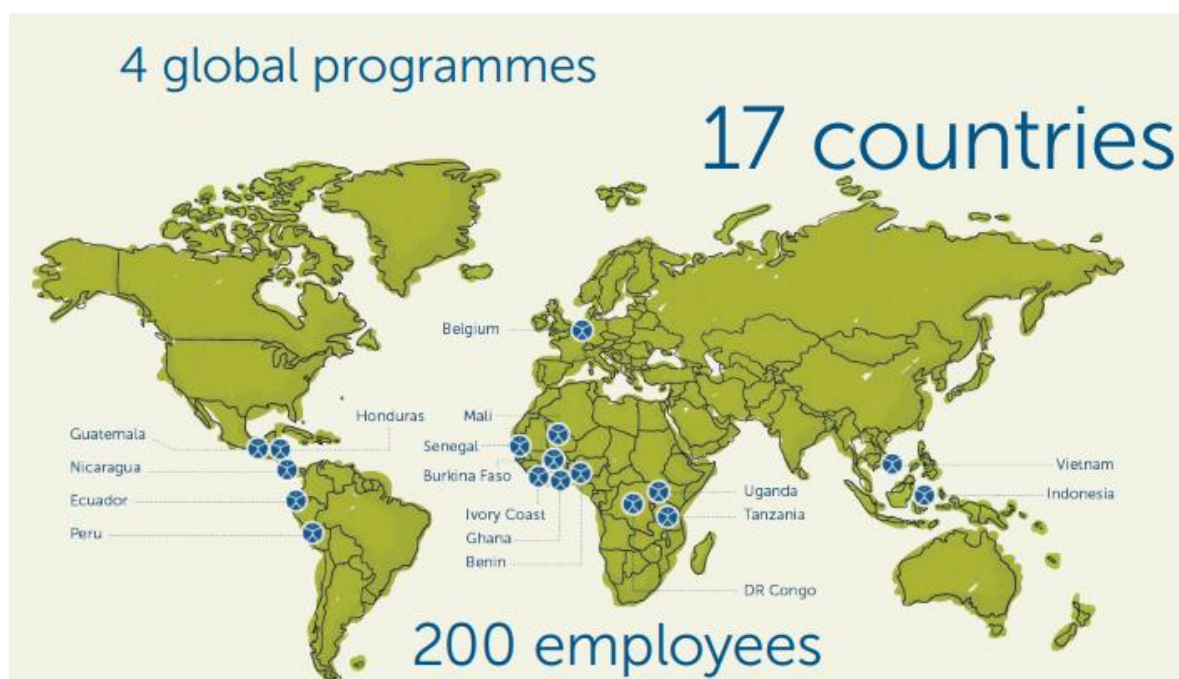 4 global programmes
17 countries
Belgium
Honduras
Mali
Guatemala
Senegal
Nicaragua
Burkina Faso
Vietnam
Ecuador
Uganda
Indonesia
Ivory Coast
Tanzania
Peru
Ghana
Benin
DR Congo
200 employees